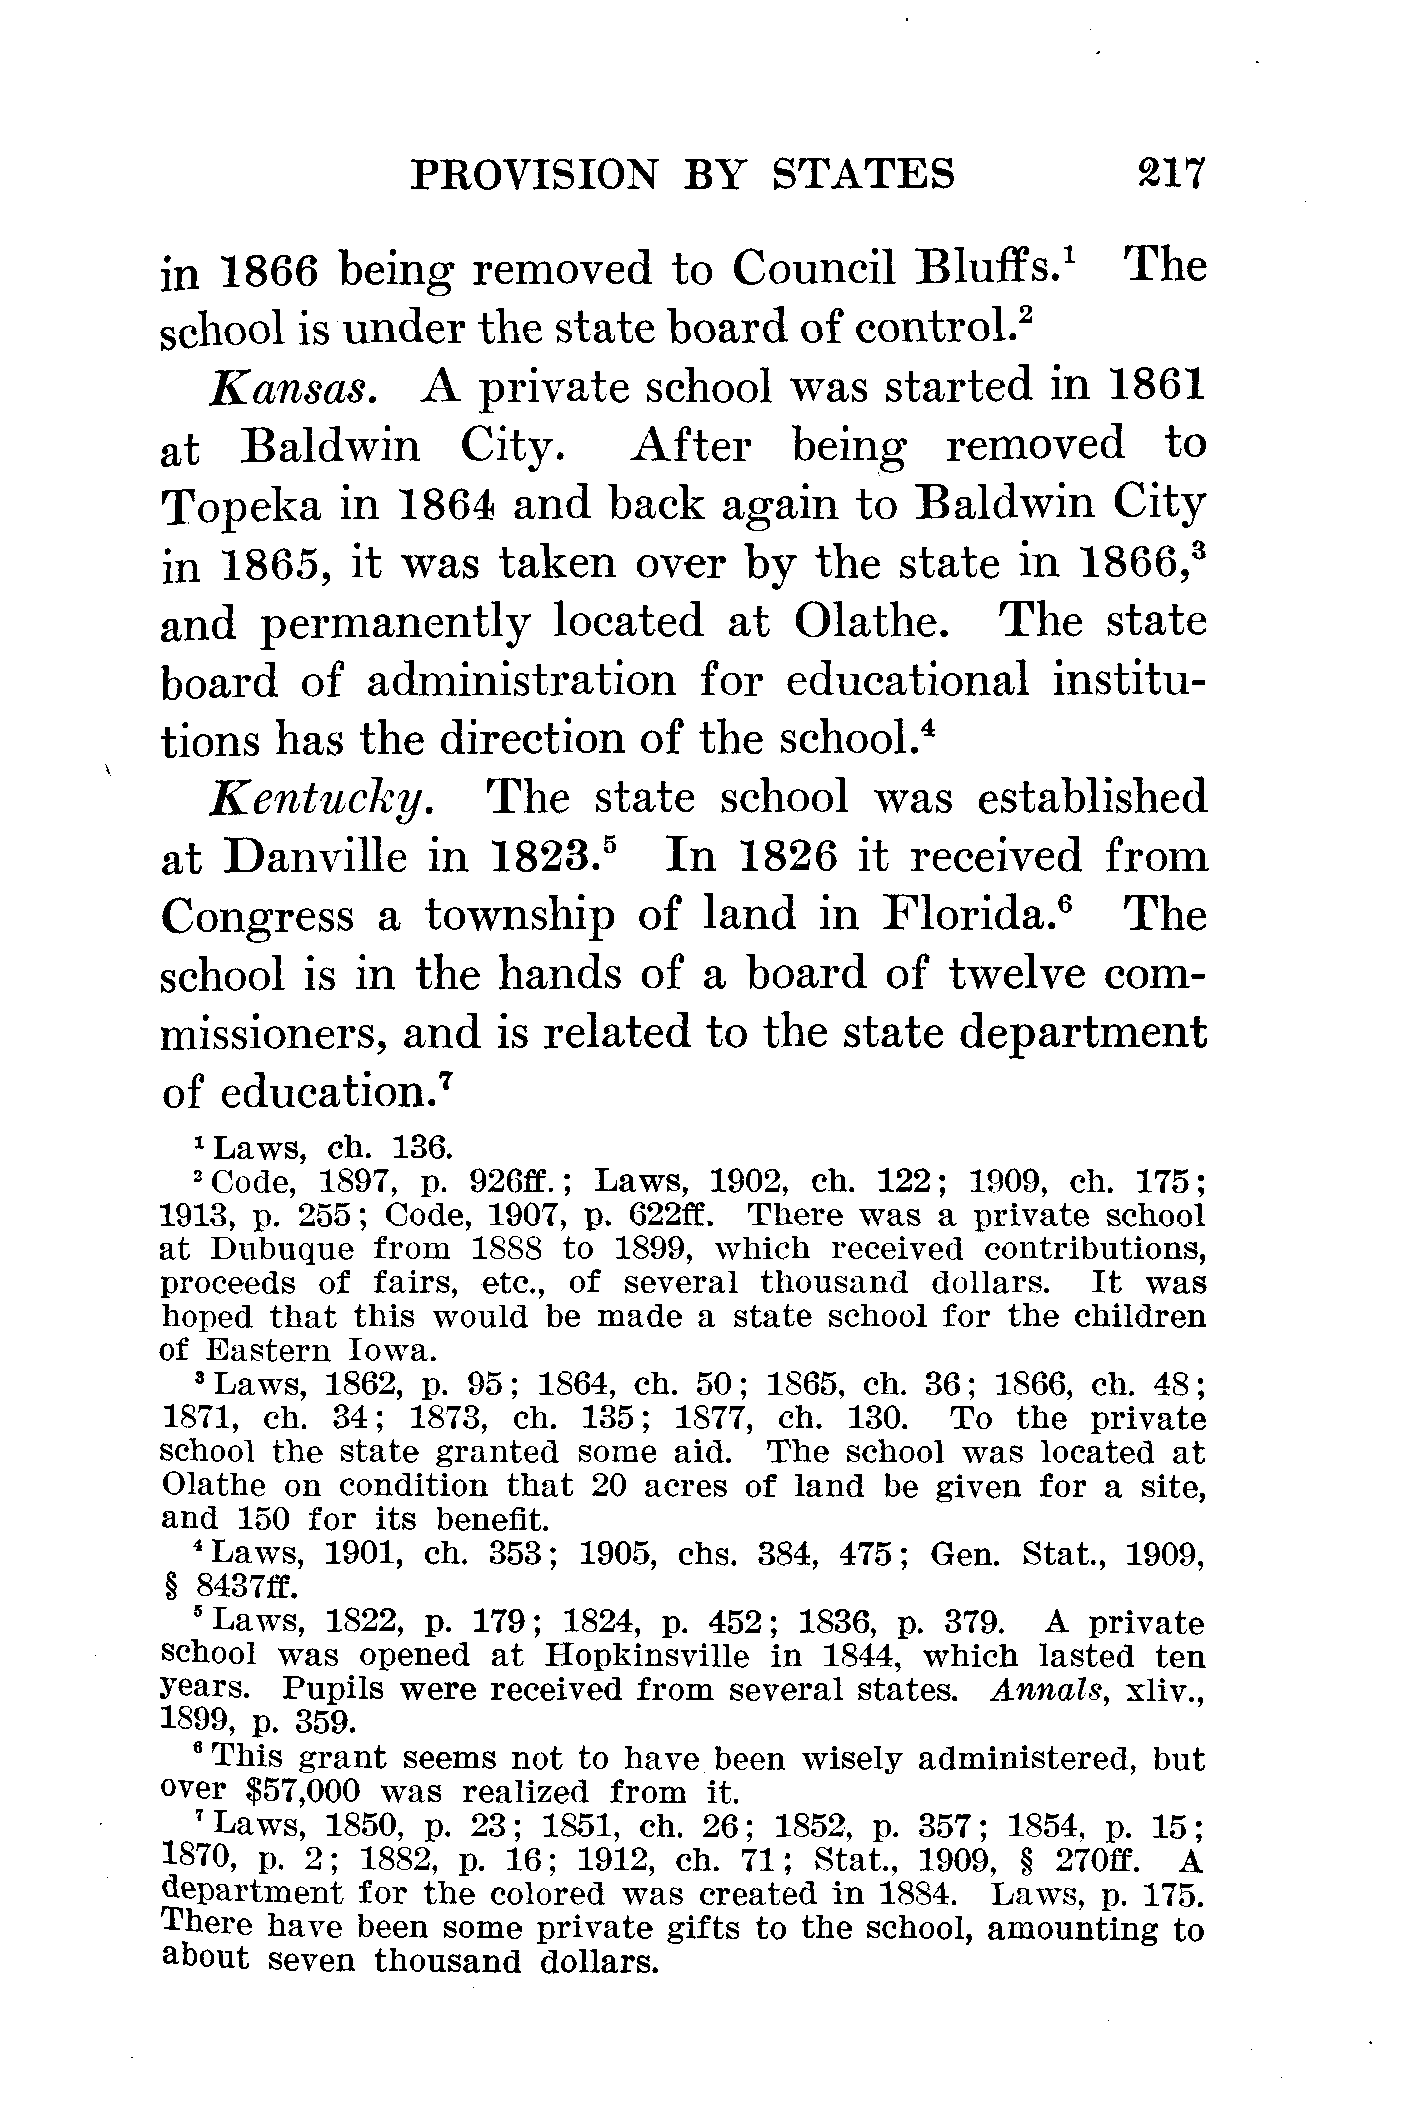 PROVISION BY STATES 217
in 1866 being removed to Council Bluffs.¹ The
school is under the state board of control.²
Kansas. A private school was started in 1861
at Baldwin City. After being removed to
Topeka in 1864 and back again to Baldwin City
in 1865, it was taken over by the state in 1866,³
and permanently located at Olathe. The state
board of administration for educational institu-
tions has the direction of the school.⁴
Kentucky. The state school was established
at Danville in 1823.⁵ In 1826 it received from
Congress a township of land in Florida.⁶ The
school is in the hands of a board of twelve com-
missioners, and is related to the state department
of education.⁷
¹ Laws, ch. 136.
² Code, 1897, p. 926ff.; Laws, 1902, ch. 122; 1909, ch. 175;
1913, p. 255; Code, 1907, p. 622ff. There was a private school
at Dubuque from 1888 to 1899, which received contributions,
proceeds of fairs, etc., of several thousand dollars. It was
hoped that this would be made a state school for the children
of Eastern Iowa.
³ Laws, 1862, p. 95; 1864, ch. 50; 1865, ch. 36; 1866, ch. 48;
1871, ch. 34; 1873, ch. 135; 1877, ch. 130. To the private
school the state granted some aid. The school was located at
Olathe on condition that 20 acres of land be given for a site,
and 150 for its benefit.
⁴ Laws, 1901, ch. 353; 1905, chs. 384, 475; Gen. Stat., 1909,
§ 8437ff.
⁵ Laws, 1822, p. 179; 1824, p. 452; 1836, p. 379. A private
school was opened at Hopkinsville in 1844, which lasted ten
years. Pupils were received from several states. Annals, xliv.,
1899, p. 359.
⁶ This grant seems not to have been wisely administered, but
over $57,000 was realized from it.
⁷ Laws, 1850, p. 23; 1851, ch. 26; 1852, p. 357; 1854, p. 15;
1870, p. 2; 1882, p. 16; 1912, ch. 71; Stat., 1909, § 270ff. A
department for the colored was created in 1884. Laws, p. 175.
There have been some private gifts to the school, amounting to
about seven thousand dollars.